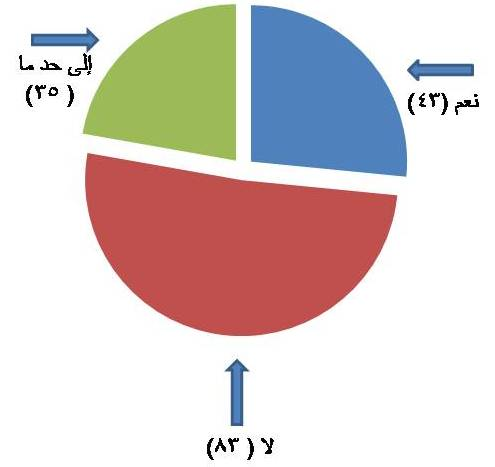 إلى حد ما
( ٣٥ )
نعم (٤٣)
لا ( ٨٣ )